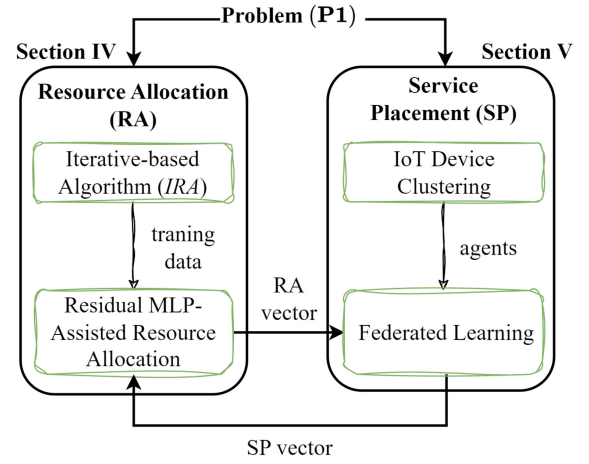 Problem (P1)
Section IV
Section V
Resource Allocation
(RA)
Iterative-based
Algorithm (IRA)
traning
data
Residual MLP-
Assisted Resource
Allocation
RA
vector
Service
Placement (SP)
IoT Device
Clustering
agents
Federated Learning
SP vector